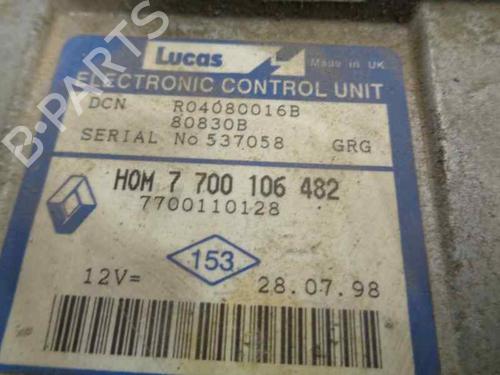 Lucas
Made in UK
ELECTRONIC CONTROL UNIT
DCN R04080016B
80830B
SERIAL No 537058 GRG
HOM 7 700 106 482
7700110128
153
12V= 28.07.98
B-PARTS